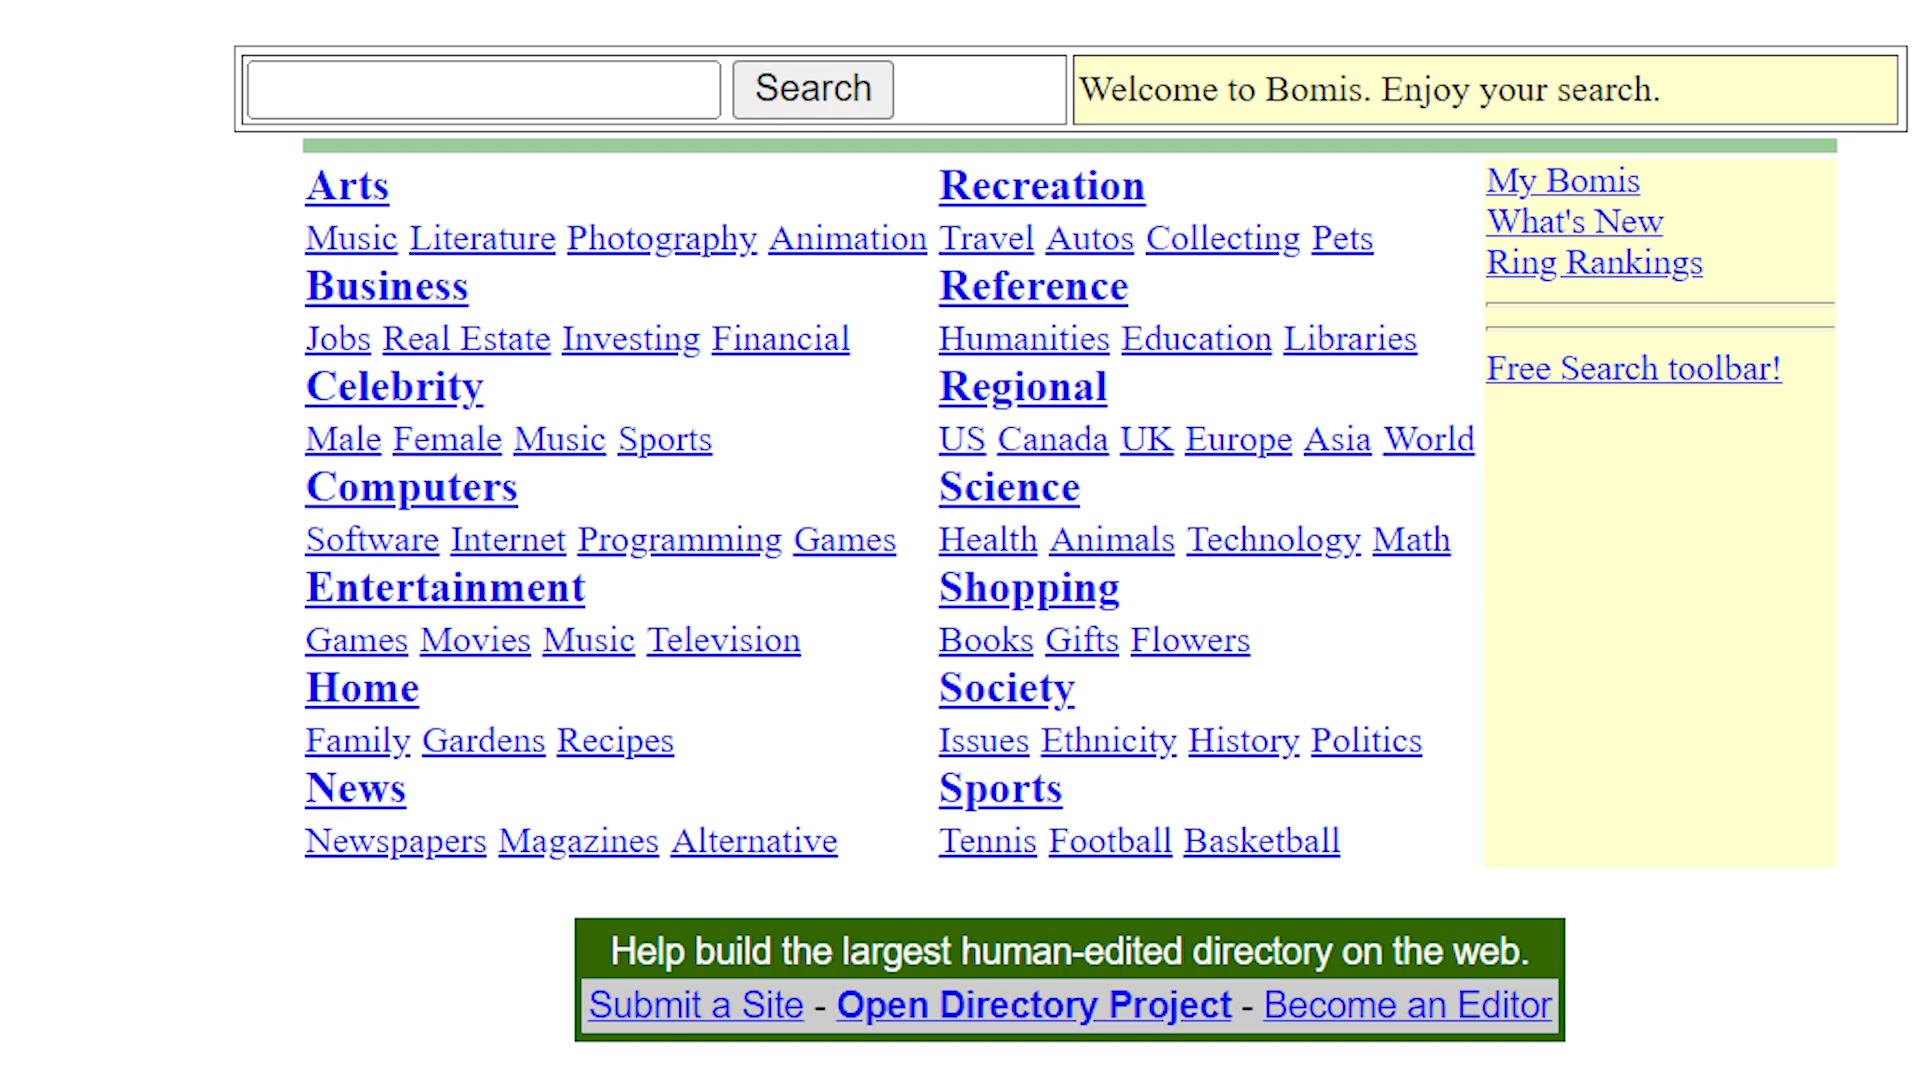 Search
Welcome to Bomis. Enjoy your search.
Arts
Music Literature Photography Animation
Business
Jobs Real Estate Investing Financial
Celebrity
Male Female Music Sports
Computers
Software Internet Programming Games
Entertainment
Games Movies Music Television
Home
Family Gardens Recipes
News
Newspapers Magazines Alternative
Recreation
Travel Autos Collecting Pets
Reference
Humanities Education Libraries
Regional
US Canada UK Europe Asia World
Science
Health Animals Technology Math
Shopping
Books Gifts Flowers
Society
Issues Ethnicity History Politics
Sports
Tennis Football Basketball
My Bomis
What's New
Ring Rankings
Free Search toolbar!
Help build the largest human-edited directory on the web.
Submit a Site - Open Directory Project - Become an Editor